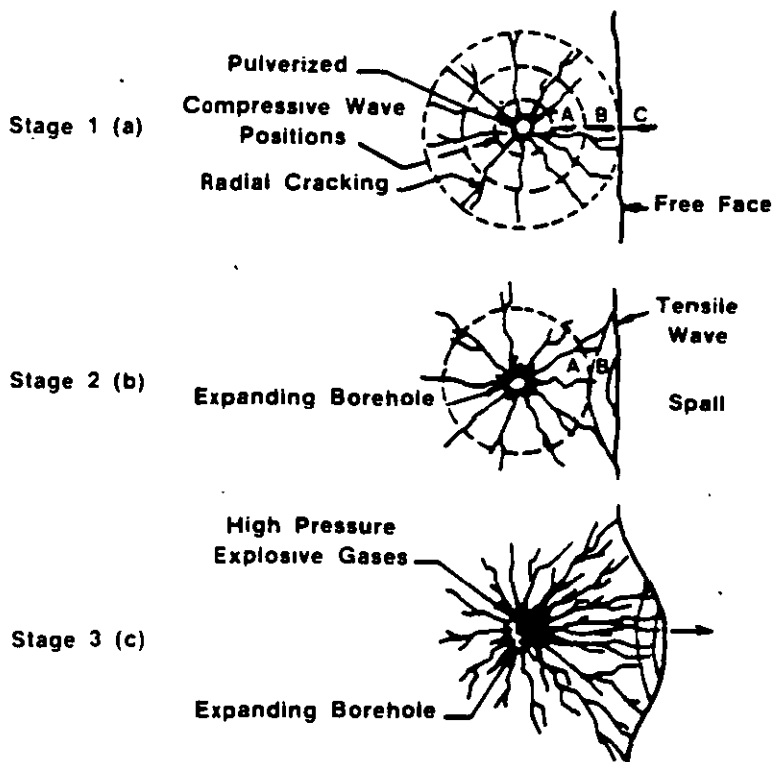 Pulverized
Compressive Wave
Positions
Stage 1 (a)
Radial Cracking
A B C
Free Face
Tensile
Wave
Stage 2 (b)
Expanding Borehole
A B
Spall
High Pressure
Explosive Gases
Stage 3 (c)
Expanding Borehole